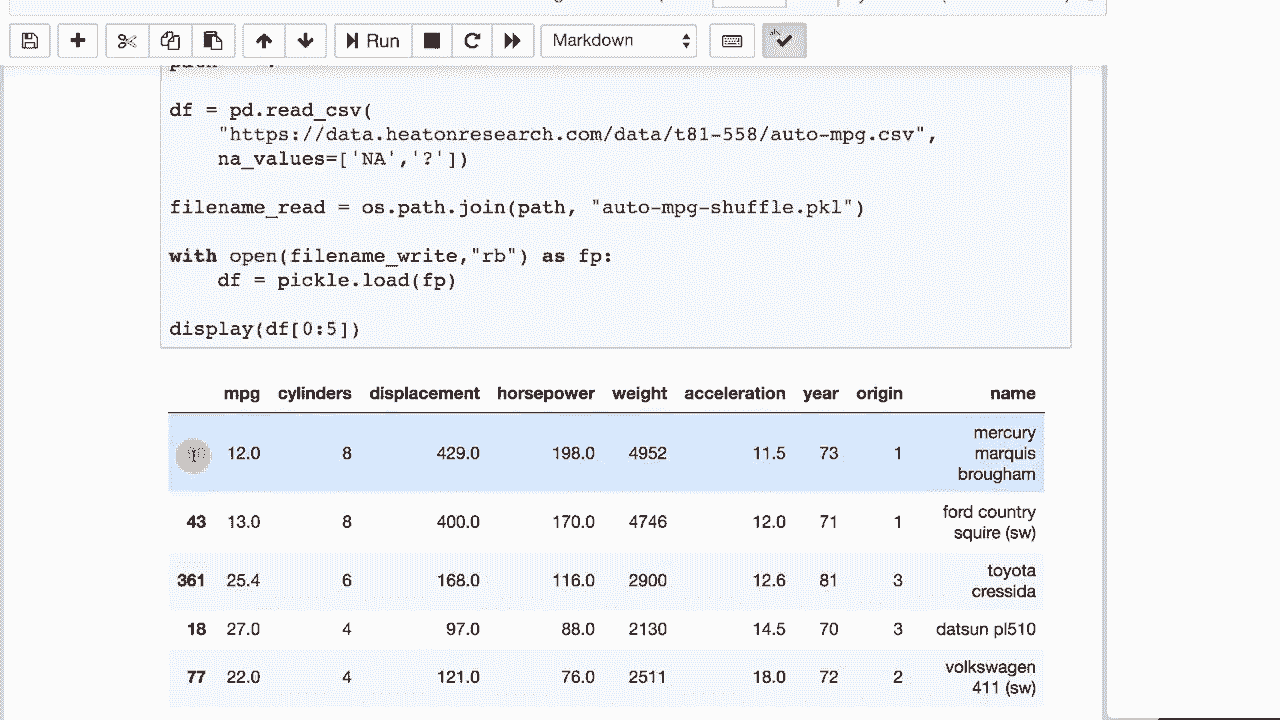 Run Markdown
df = pd.read_csv(
"https://data.heatonresearch.com/data/t81-558/auto-mpg.csv",
na_values=['NA','?'])
filename_read = os.path.join(path, "auto-mpg-shuffle.pkl")
with open(filename_write,"rb") as fp:
df = pickle.load(fp)
display(df[0:5])
mpg cylinders displacement horsepower weight acceleration year origin name
12.0 8 429.0 198.0 4952 11.5 73 1 mercury marquis brougham
43 13.0 8 400.0 170.0 4746 12.0 71 1 ford country squire (sw)
361 25.4 6 168.0 116.0 2900 12.6 81 3 toyota cressida
18 27.0 4 97.0 88.0 2130 14.5 70 3 datsun pl510
77 22.0 4 121.0 76.0 2511 18.0 72 2 volkswagen 411 (sw)